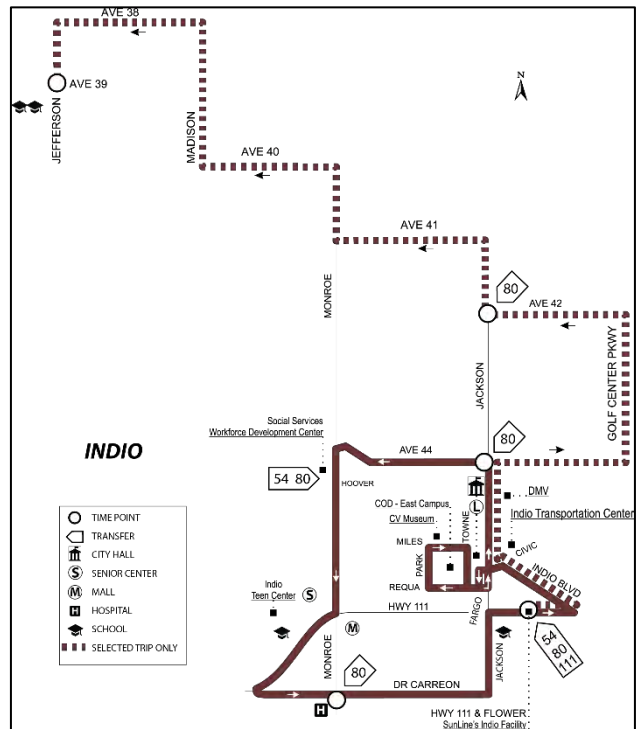 AVE 38
AVE 39
JEFFERSON
MADISON
N
AVE 40
AVE 41
MONROE
80
AVE 42
GOLF CENTER PKWY
JACKSON
Social Services
Workforce Development Center
INDIO
AVE 44
80
54 80
HOOVER
COD - East Campus
CV Museum
TOWNE
L
DMV
Indio Transportation Center
CIVIC
MILES
PARK
INDIO BLVD
REQUA
Indio
Teen Center
S
HWY 111
FARGO
M
MONROE
80
JACKSON
54
80
111
DR CARREON
H
HWY 111 & FLOWER
SunLine's Indio Facility
TIME POINT
TRANSFER
CITY HALL
S SENIOR CENTER
M MALL
H HOSPITAL
SCHOOL
SELECTED TRIP ONLY